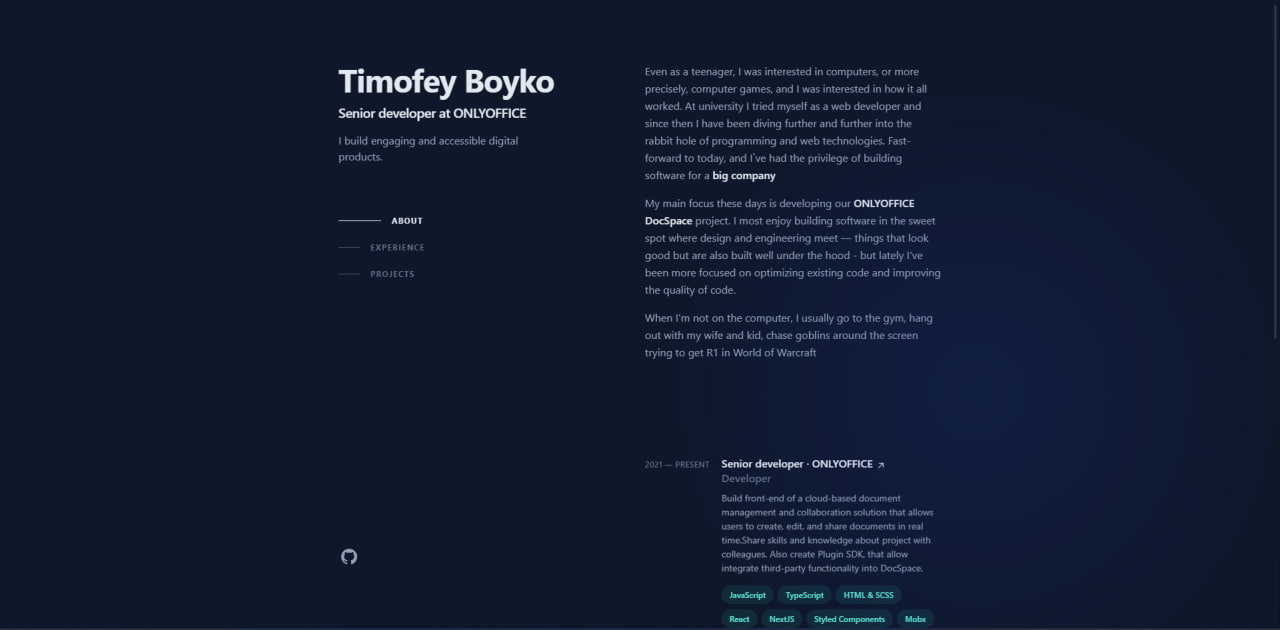 Timofey Boyko
Senior developer at ONLYOFFICE
I build engaging and accessible digital
products.
ABOUT
EXPERIENCE
PROJECTS
Even as a teenager, I was interested in computers, or more
precisely, computer games, and I was interested in how it all
worked. At university I tried myself as a web developer and
since then I have been diving further and further into the
rabbit hole of programming and web technologies. Fast-
forward to today, and I`ve had the privilege of building
software for a big company
My main focus these days is developing our ONLYOFFICE
DocSpace project. I most enjoy building software in the sweet
spot where design and engineering meet — things that look
good but are also built well under the hood - but lately I've
been more focused on optimizing existing code and improving
the quality of code.
When I'm not on the computer, I usually go to the gym, hang
out with my wife and kid, chase goblins around the screen
trying to get R1 in World of Warcraft
2021 — PRESENT
Senior developer · ONLYOFFICE
Developer
Build front-end of a cloud-based document
management and collaboration solution that allows
users to create, edit, and share documents in real
time.Share skills and knowledge about project with
colleagues. Also create Plugin SDK, that allow
integrate third-party functionality into DocSpace.
JavaScript TypeScript HTML & SCSS
React NextJS Styled Components Mobx